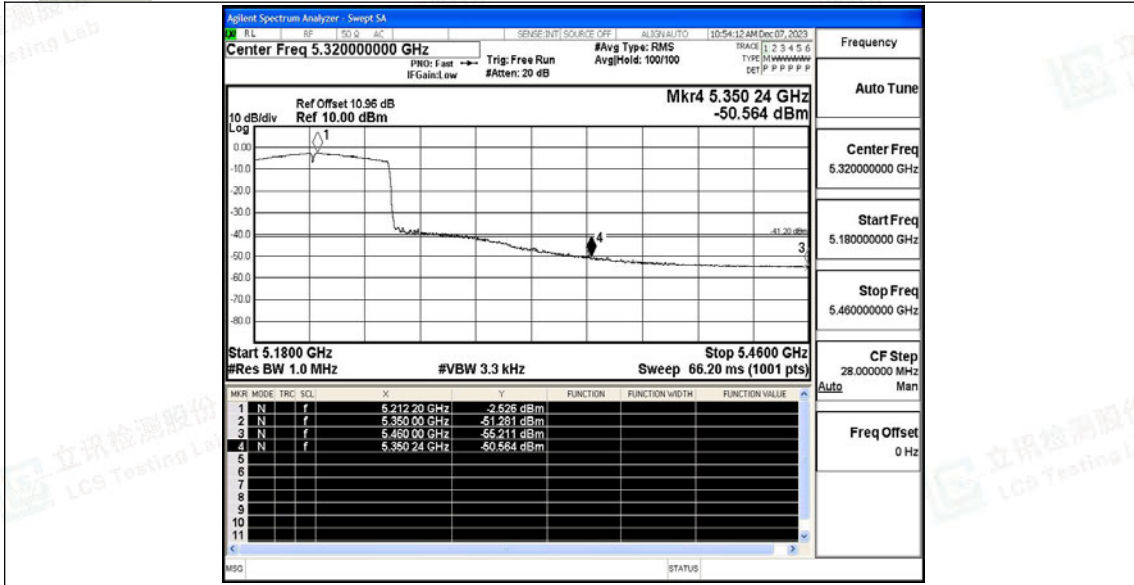 Agilent Spectrum Analyzer - Swept SA
RL RF 50 Ω AC SENSE:INT SOURCE OFF ALIGNAUTO 10:54:12 AM Dec 07, 2023
Center Freq 5.320000000 GHz
PNO: Fast
IFGain:Low
Trig: Free Run
#Atten: 20 dB
#Avg Type: RMS
Avg|Hold: 100/100
TRACE 1 2 3 4 5 6
TYPE M WWWWW
DET P P P P P P
Mkr4 5.350 24 GHz
-50.564 dBm
Ref Offset 10.96 dB
10 dB/div Ref 10.00 dBm
Log
0.00
-10.0
-20.0
-30.0
-40.0
-50.0
-60.0
-70.0
-80.0
1
4
3
-41.20 dBm
Start 5.1800 GHz Stop 5.4600 GHz
#Res BW 1.0 MHz #VBW 3.3 kHz Sweep 66.20 ms (1001 pts)
MKR MODE TRC SCL X Y FUNCTION FUNCTION WIDTH FUNCTION VALUE
1 N f 5.212 20 GHz -2.526 dBm
2 N f 5.350 00 GHz -51.281 dBm
3 N f 5.460 00 GHz -55.211 dBm
4 N f 5.350 24 GHz -50.564 dBm
5
6
7
8
9
10
11
MSG STATUS
Frequency
Auto Tune
Center Freq
5.320000000 GHz
Start Freq
5.180000000 GHz
Stop Freq
5.460000000 GHz
CF Step
28.000000 MHz
Auto Man
Freq Offset
0 Hz
立讯检测股份
LCS Testing Lab
立讯检测股份
LCS Testing L